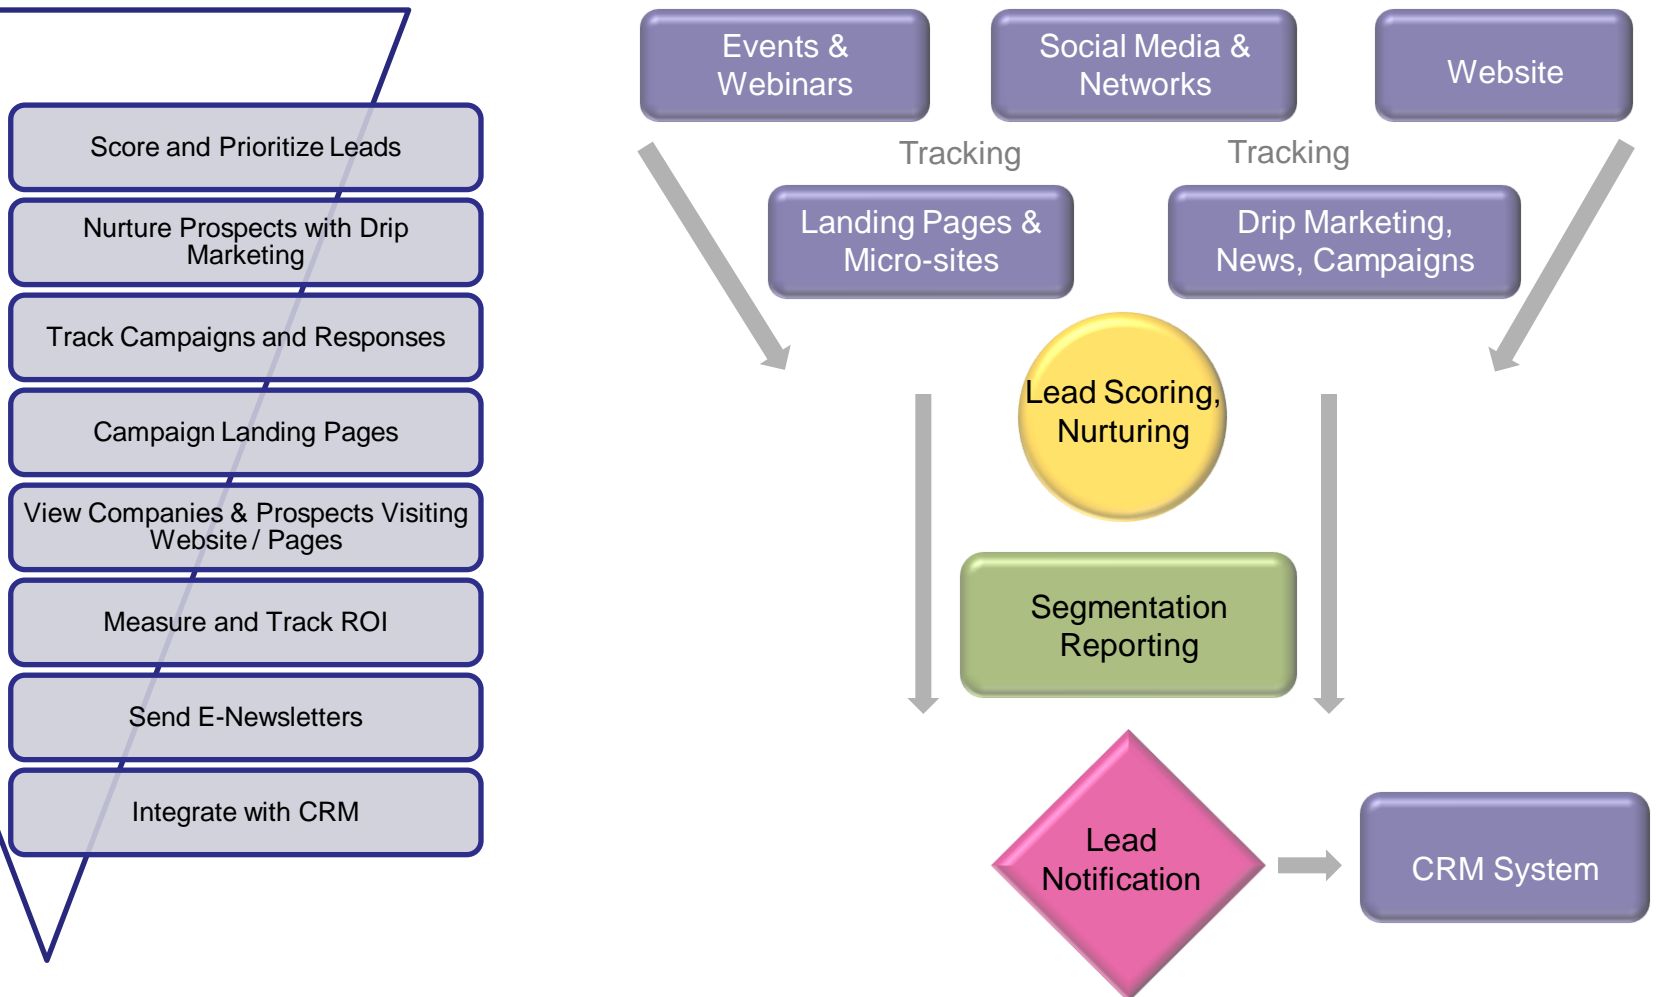 Score and Prioritize Leads
Nurture Prospects with Drip
Marketing
Track Campaigns and Responses
Campaign Landing Pages
View Companies & Prospects Visiting
Website / Pages
Measure and Track ROI
Send E-Newsletters
Integrate with CRM
Events &
Webinars
Social Media &
Networks
Website
Tracking
Tracking
Landing Pages &
Micro-sites
Drip Marketing,
News, Campaigns
Lead Scoring,
Nurturing
Segmentation
Reporting
Lead
Notification
CRM System